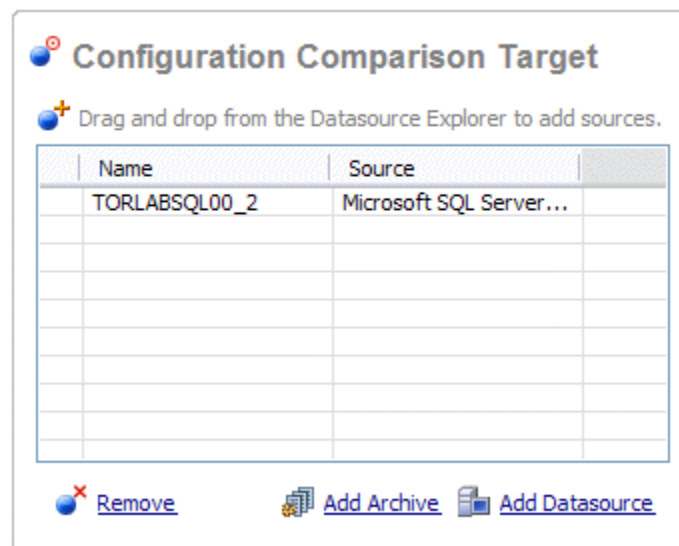 Configuration Comparison Target
Drag and drop from the Datasource Explorer to add sources.
Name Source
TORLABSQL00_2 Microsoft SQL Server...
Remove Add Archive Add Datasource